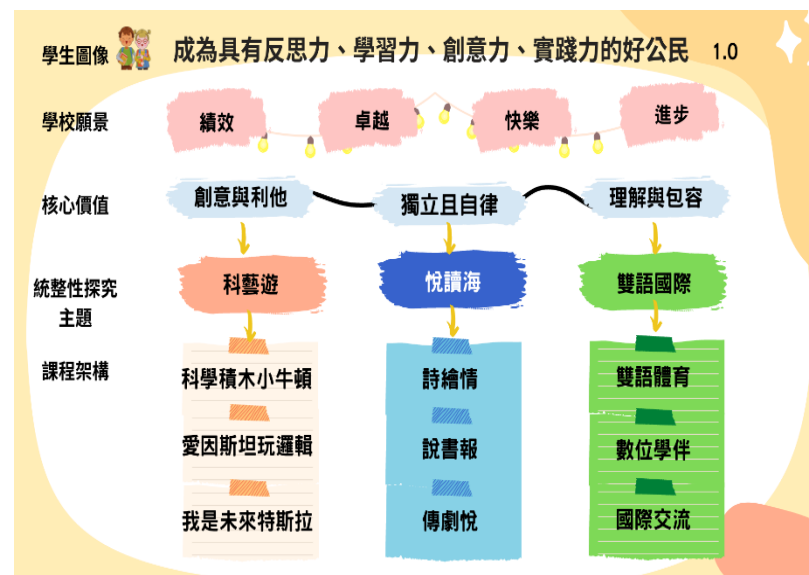 學生圖像 成為具有反思力、學習力、創意力、實踐力的好公民 1.0
學校願景 績效 卓越 快樂 進步
核心價值 創意與利他 獨立且自律 理解與包容
統整性探究 科藝遊 悅讀海 雙語國際
主題
課程架構 科學積木小牛頓 詩繪情 雙語體育
愛因斯坦玩邏輯 說書報 數位學伴
我是未來特斯拉 傳劇悅 國際交流